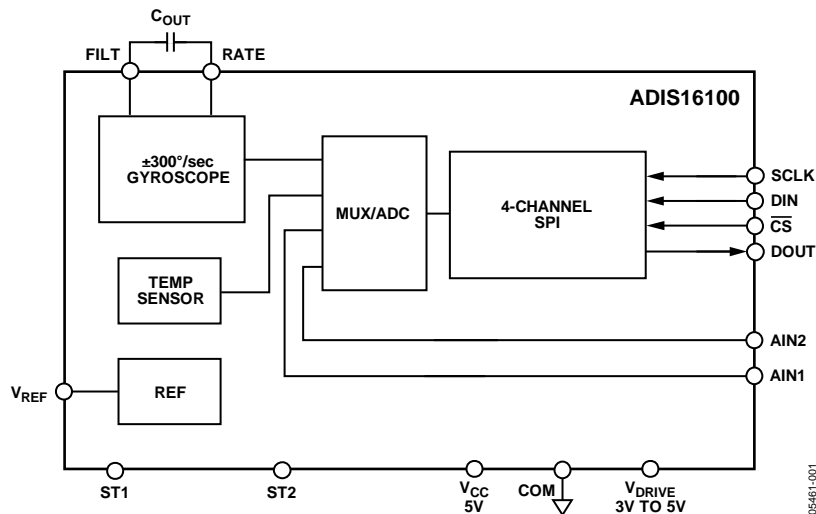 COUT
FILT
RATE
ADIS16100
±300°/sec
GYROSCOPE
MUX/ADC
4-CHANNEL
SPI
SCLK
DIN
CS
DOUT
TEMP
SENSOR
AIN2
AIN1
VREF
REF
ST1
ST2
VCC
5V
COM
VDRIVE
3V TO 5V
05461-001